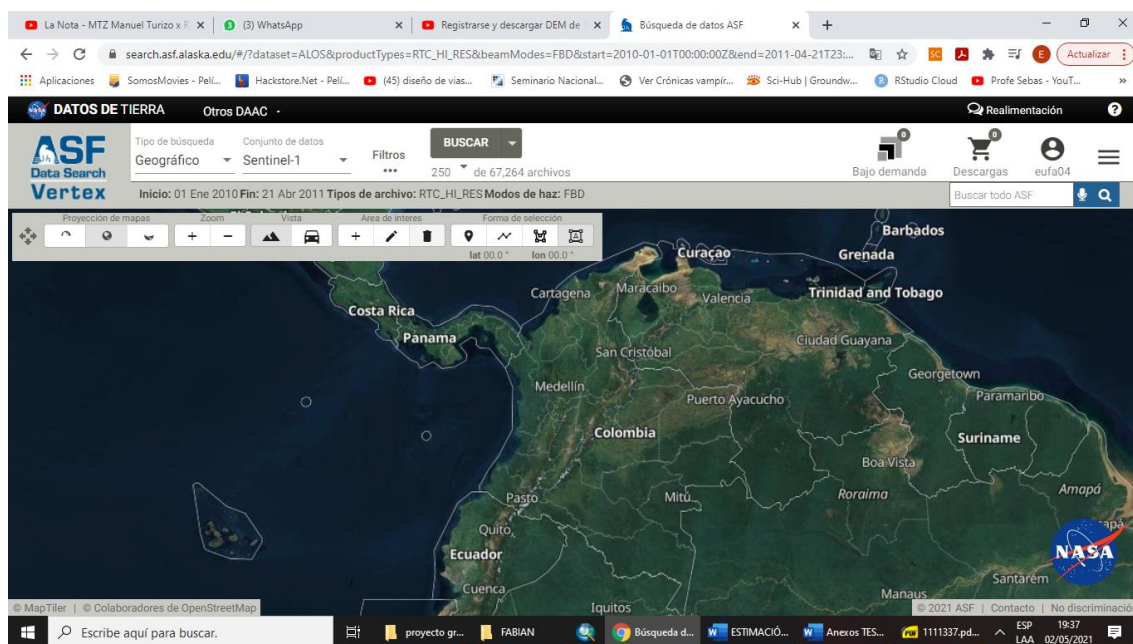 La Nota - MTZ Manuel Turizo x R
(3) WhatsApp
Registrarse y descargar DEM de
Búsqueda de datos ASF
search.asf.alaska.edu/#/?dataset=ALOS&productTypes=RTC_HI_RES&beamModes=FBD&start=2010-01-01T00:00:00Z&end=2011-04-21T23:...
Actualizar
Aplicaciones
SomosMovies - Pelí...
Hackstore.Net - Pelí...
(45) diseño de vias...
Seminario Nacional...
Ver Crónicas vampír...
Sci-Hub | Groundw...
RStudio Cloud
Profe Sebas - YouT...
DATOS DE TIERRA
Otros DAAC
Realimentación
ASF
Data Search
Vertex
Tipo de búsqueda
Geográfico
Conjunto de datos
Sentinel-1
Filtros
BUSCAR
250 de 67,264 archivos
0
Bajo demanda
0
Descargas
eufa04
Inicio: 01 Ene 2010 Fin: 21 Abr 2011 Tipos de archivo: RTC_HI_RES Modos de haz: FBD
Buscar todo ASF
Proyección de mapas
Zoom
Vista
Area de interes
Forma de selección
lat 00.0 ° lon 00.0 °
Barbados
Curaçao
Grenada
Cartagena
Maracaibo
Valencia
Trinidad and Tobago
Costa Rica
Panama
Ciudad Guayana
San Cristóbal
Georgetown
Medellín
Puerto Ayacucho
Paramaribo
Colombia
Suriname
Boa Vista
Pasto
Mitú
Roraima
Amapá
Quito
Ecuador
NASA
Santarém
Cuenca
Manaus
Iquitos
© MapTiler | © Colaboradores de OpenStreetMap
© 2021 ASF | Contacto | No discriminació
Escribe aquí para buscar.
proyecto gr...
FABIAN
Búsqueda d...
ESTIMACIÓ...
Anexos TES...
1111337.pd...
ESP
LAA
19:37
02/05/2021